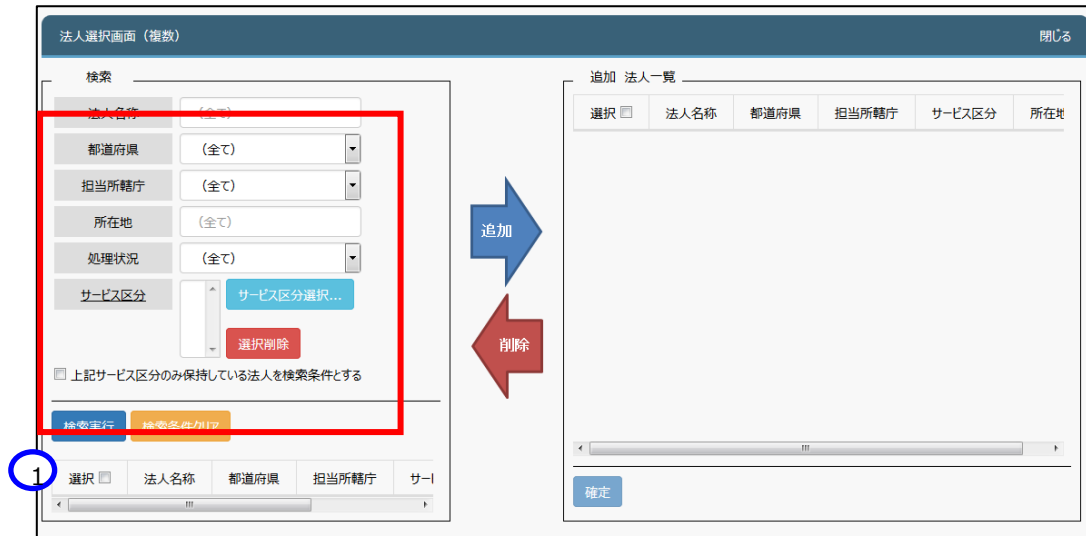 法人選択画面（複数）
閉じる
検索
法人名称 （全て）
都道府県 （全て）
担当所轄庁 （全て）
所在地 （全て）
処理状況 （全て）
サービス区分 サービス区分選択...
選択削除
上記サービス区分のみ保持している法人を検索条件とする
検索実行 検索条件クリア
1
選択 法人名称 都道府県 担当所轄庁 サー
追加
削除
追加 法人一覧
選択 法人名称 都道府県 担当所轄庁 サービス区分 所在地
確定